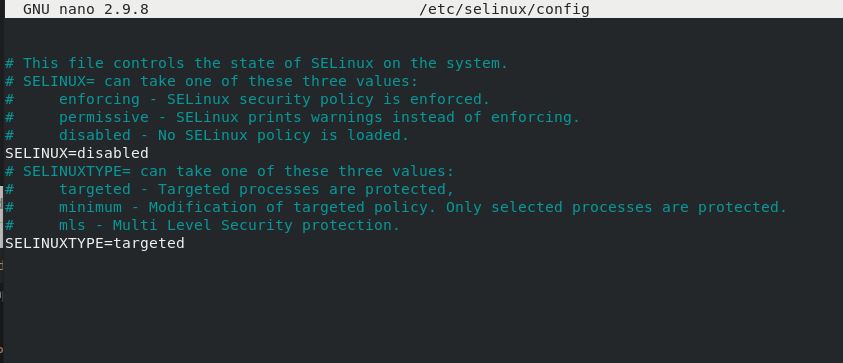 GNU nano 2.9.8 /etc/selinux/config
# This file controls the state of SELinux on the system.
# SELINUX= can take one of these three values:
#     enforcing - SELinux security policy is enforced.
#     permissive - SELinux prints warnings instead of enforcing.
#     disabled - No SELinux policy is loaded.
SELINUX=disabled
# SELINUXTYPE= can take one of these three values:
#     targeted - Targeted processes are protected,
#     minimum - Modification of targeted policy. Only selected processes are protected.
#     mls - Multi Level Security protection.
SELINUXTYPE=targeted